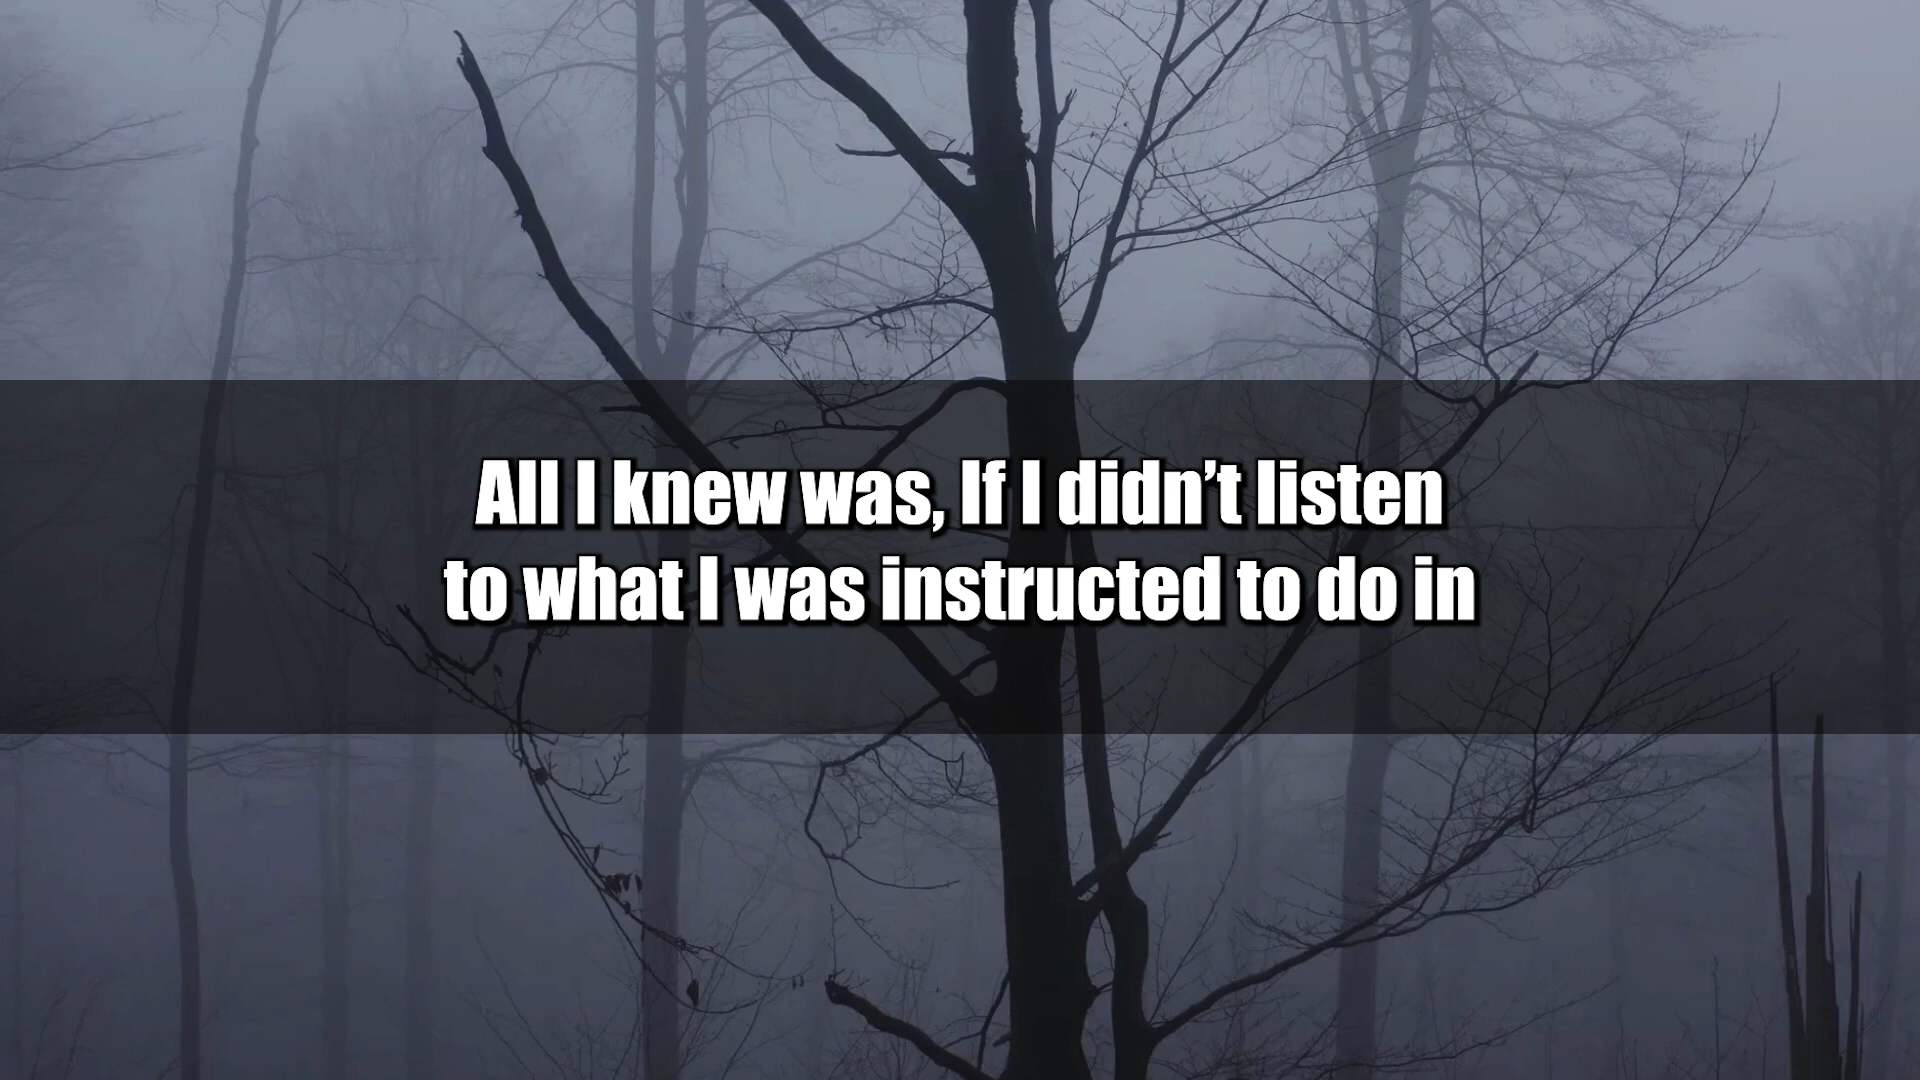 All I knew was, If I didn’t listen
to what I was instructed to do in